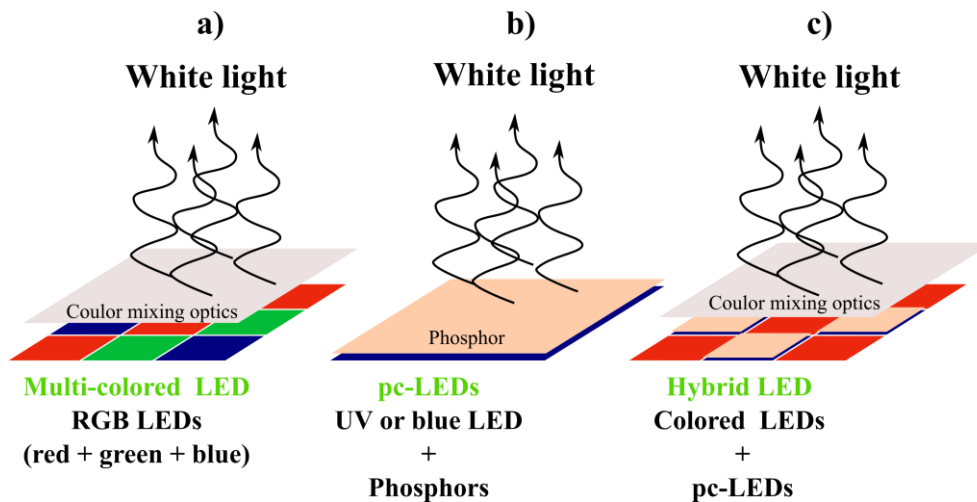 a)
White light
Coulor mixing optics
Multi-colored LED
RGB LEDs
(red + green + blue)
b)
White light
Phosphor
pc-LEDs
UV or blue LED
+
Phosphors
c)
White light
Coulor mixing optics
Hybrid LED
Colored LEDs
+
pc-LEDs